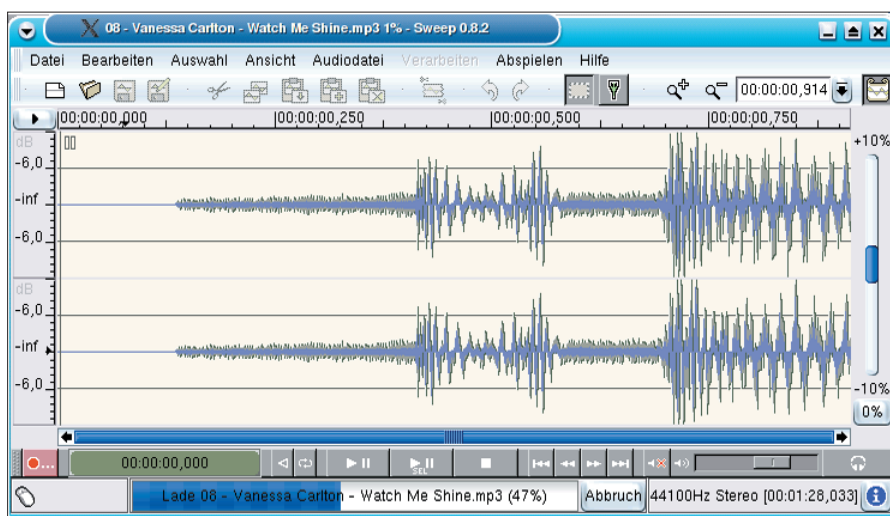 08 - Vanessa Carlton - Watch Me Shine.mp3 1% - Sweep 0.8.2
Datei Bearbeiten Auswahl Ansicht Audiodatei Verarbeiten Abspielen Hilfe
00:00:00,914
00:00:00,000 00:00:00,250 00:00:00,500 00:00:00,750
dB
-6,0
-inf
-6,0
dB
-6,0
-inf
-6,0
+10%
-10%
0%
00:00:00,000
SEL
Lade 08 - Vanessa Carlton - Watch Me Shine.mp3 (47%)
Abbruch
44100Hz Stereo [00:01:28,033]